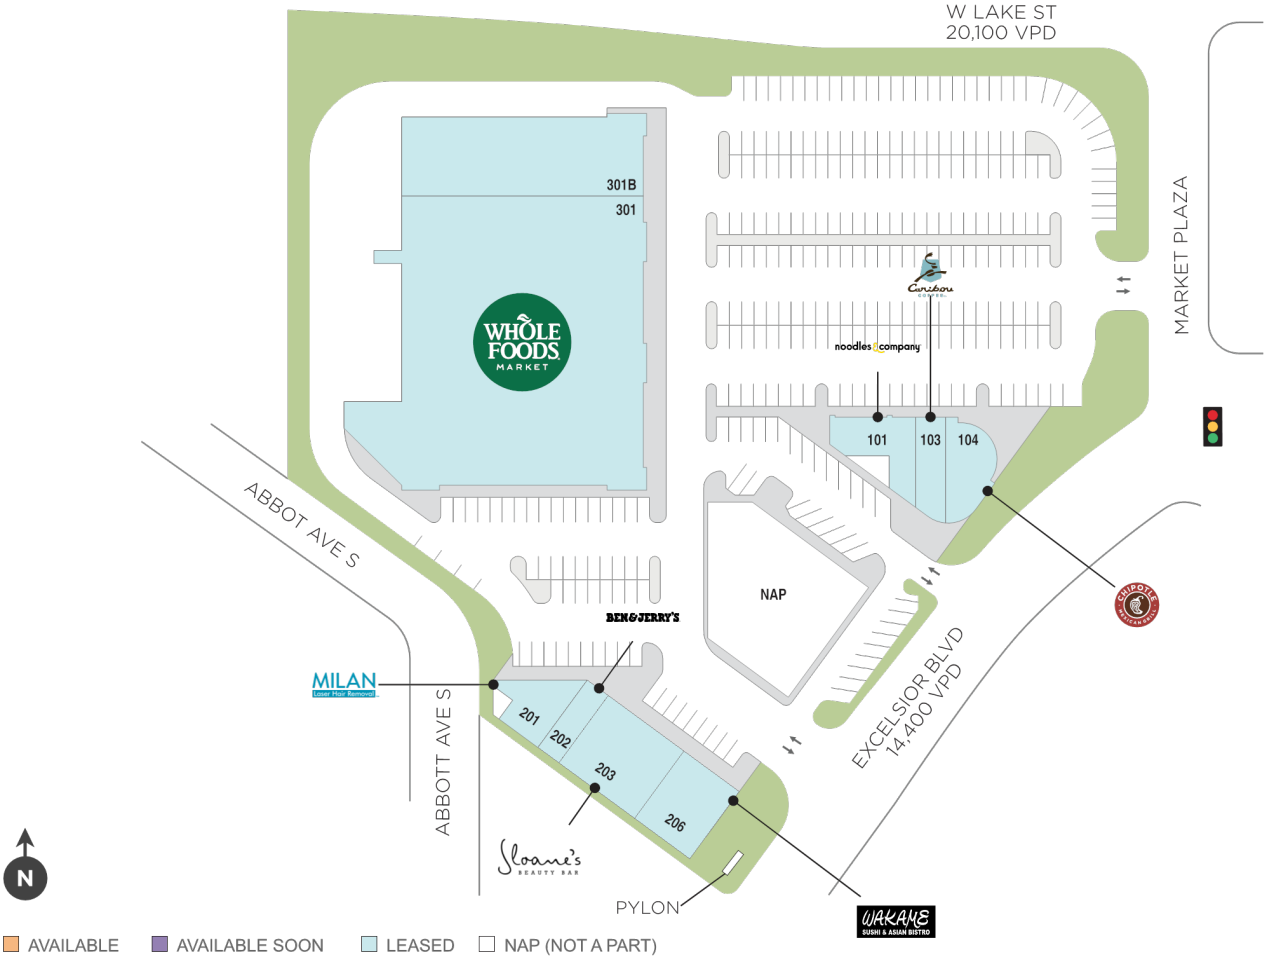 W LAKE ST
20,100 VPD
MARKET PLAZA
301B
301
WHOLE
FOODS
MARKET
Caribou
COFFEE
noodles & company
101
103
104
ABBOT AVE S
NAP
CHIPOTLE
MEXICAN GRILL
BEN & JERRY'S
MILAN
Laser Hair Removal
201
202
203
206
ABBOTT AVE S
EXCELSIOR BLVD
14,400 VPD
Sloane's
BEAUTY BAR
PYLON
WAKAME
SUSHI & ASIAN BISTRO
N
AVAILABLE
AVAILABLE SOON
LEASED
NAP (NOT A PART)